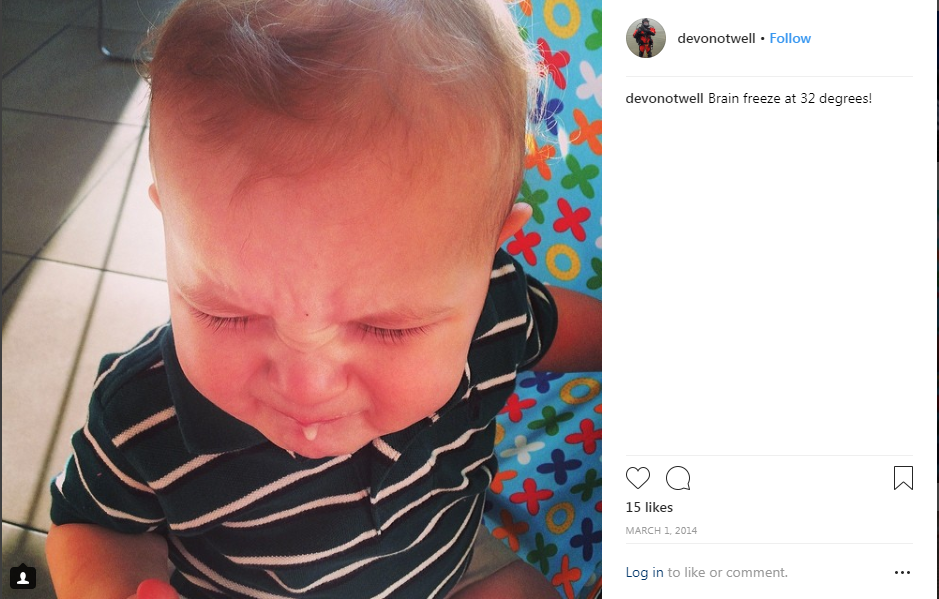 devonotwell • Follow
devonotwell Brain freeze at 32 degrees!
15 likes
MARCH 1, 2014
Log in to like or comment.